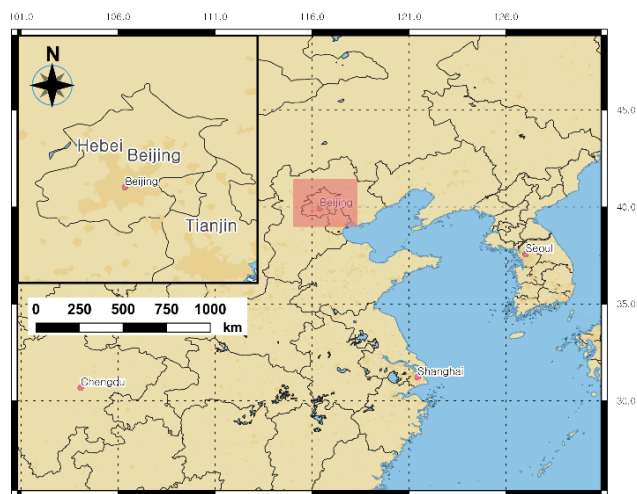 101.0 106.0 111.0 116.0 121.0 126.0
N
Hebei
Beijing
Beijing
Tianjin
45.0
Beijing
40.0
Seoul
0 250 500 750 1000
km
35.0
Chengdu
Shanghai
30.0